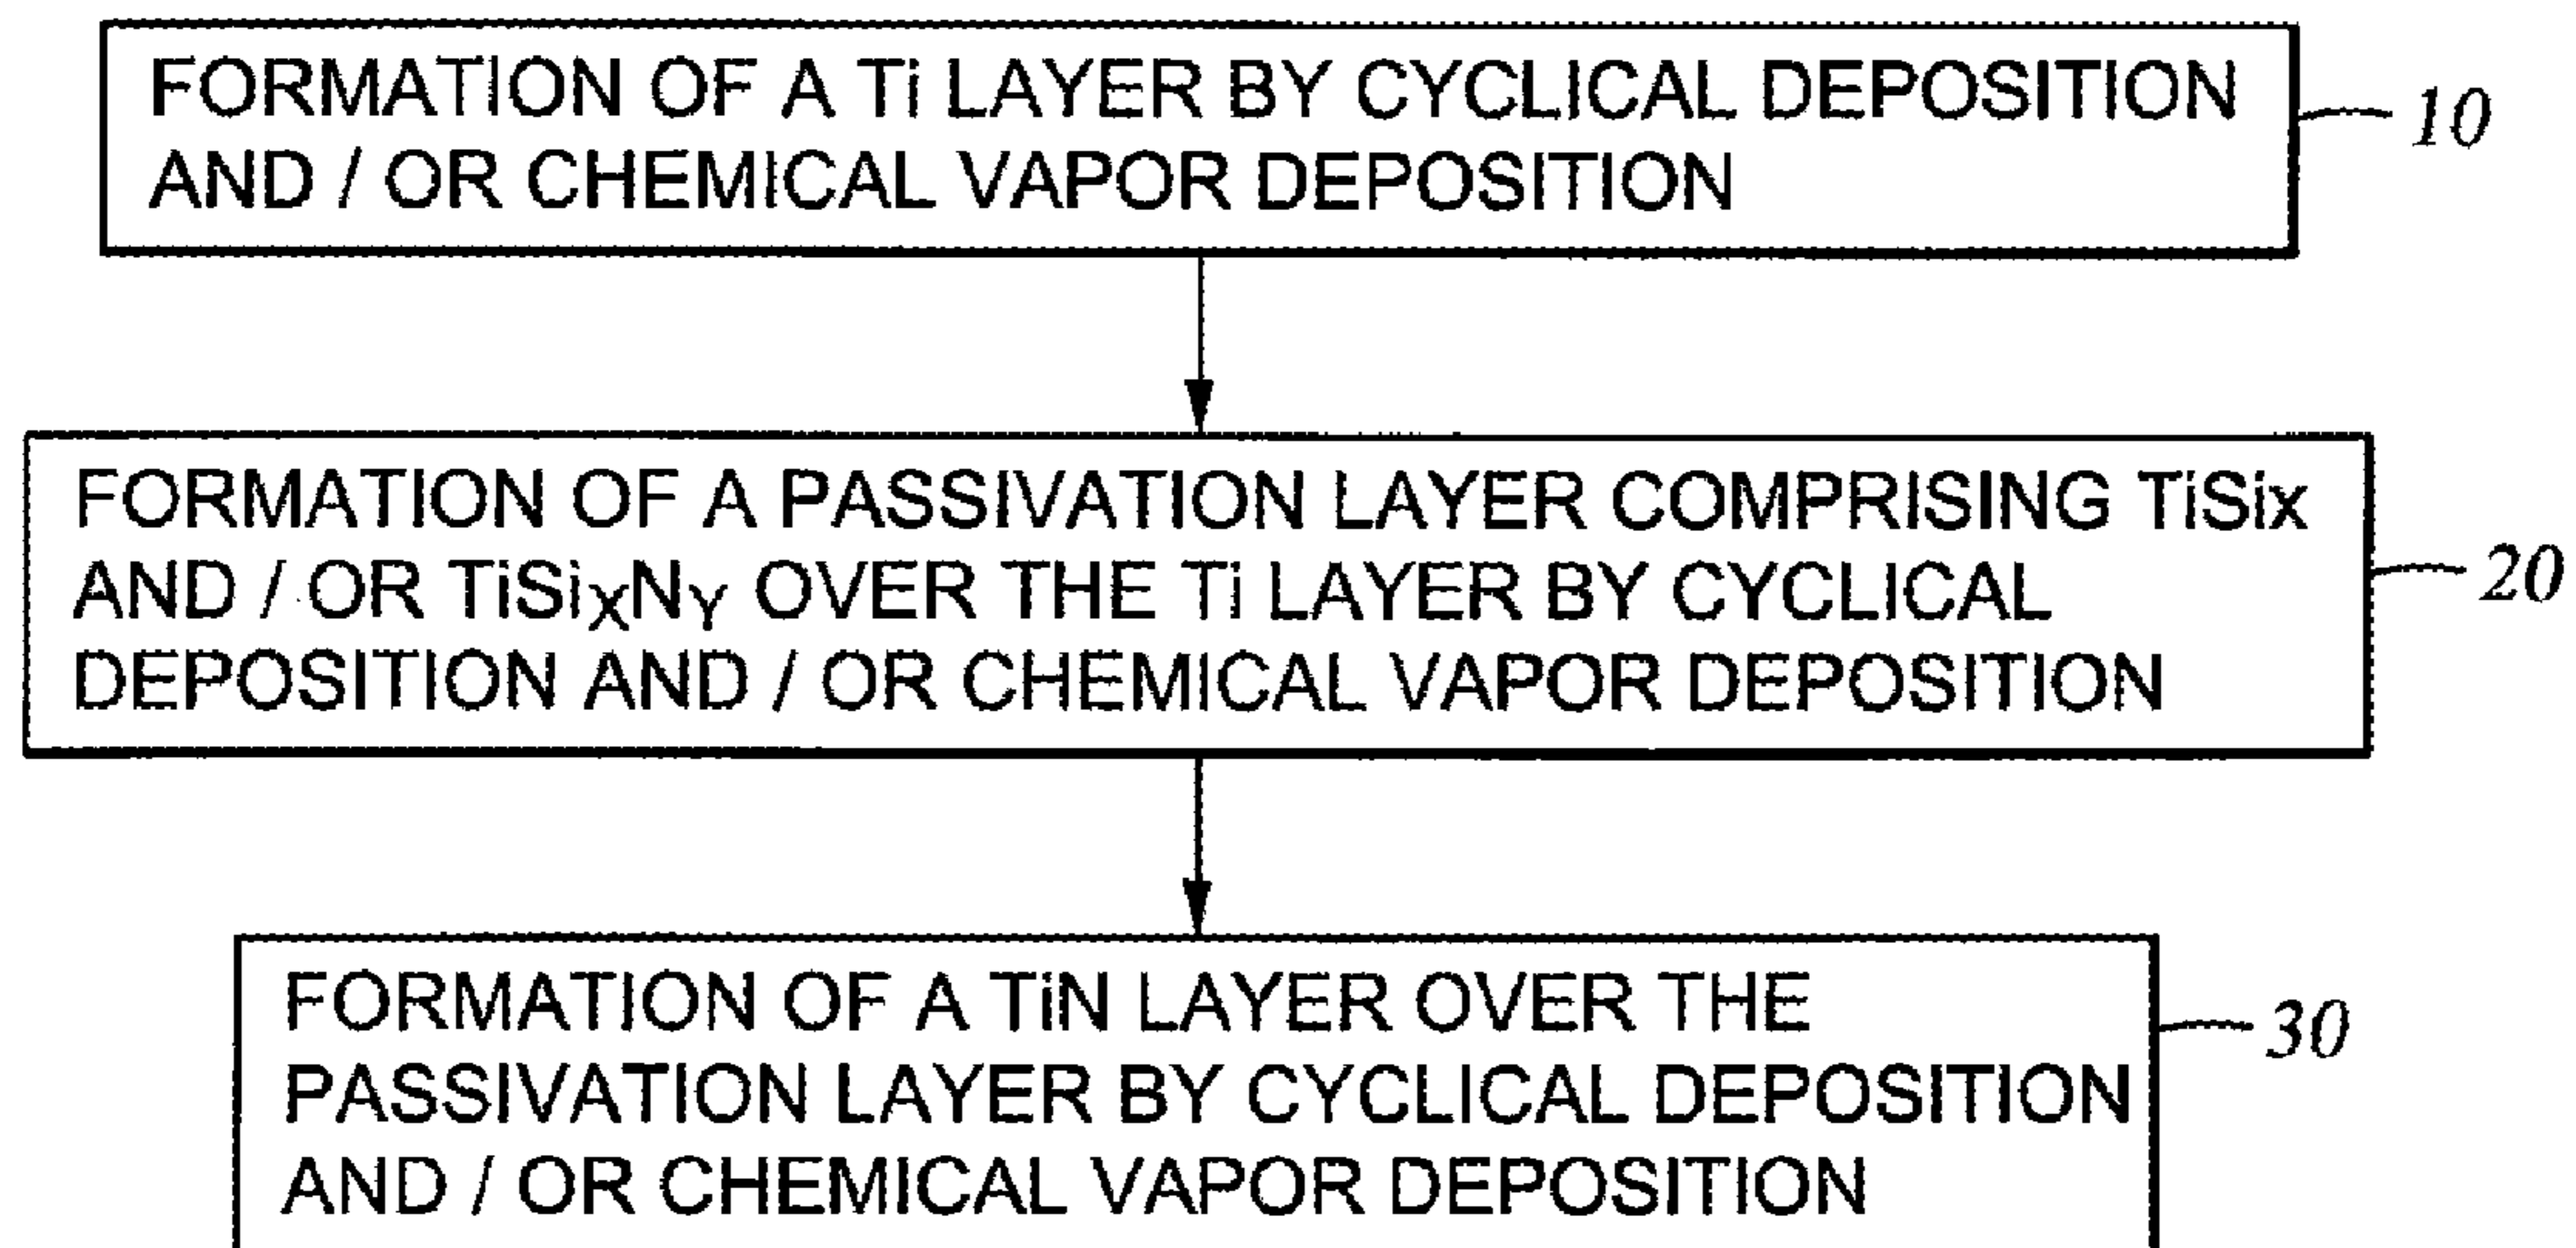 FORMATION OF A Ti LAYER BY CYCLICAL DEPOSITION
AND / OR CHEMICAL VAPOR DEPOSITION
10
FORMATION OF A PASSIVATION LAYER COMPRISING TiSix
AND / OR TiSiXNY OVER THE Ti LAYER BY CYCLICAL
DEPOSITION AND / OR CHEMICAL VAPOR DEPOSITION
20
FORMATION OF A TiN LAYER OVER THE
PASSIVATION LAYER BY CYCLICAL DEPOSITION
AND / OR CHEMICAL VAPOR DEPOSITION
30